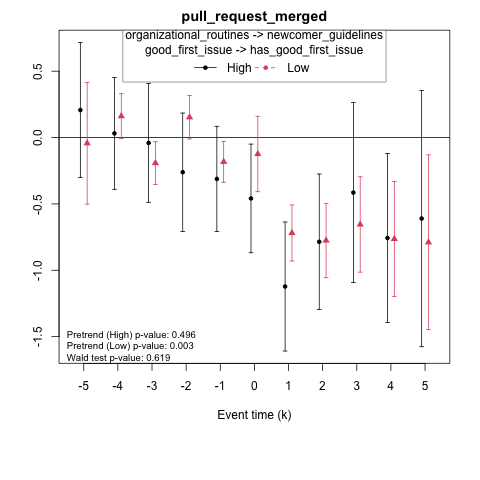 pull_request_merged
organizational_routines -> newcomer_guidelines
good_first_issue -> has_good_first_issue
High Low
0.5
0.0
-0.5
-1.0
-1.5
Pretrend (High) p-value: 0.496
Pretrend (Low) p-value: 0.003
Wald test p-value: 0.619
-5 -4 -3 -2 -1 0 1 2 3 4 5
Event time (k)